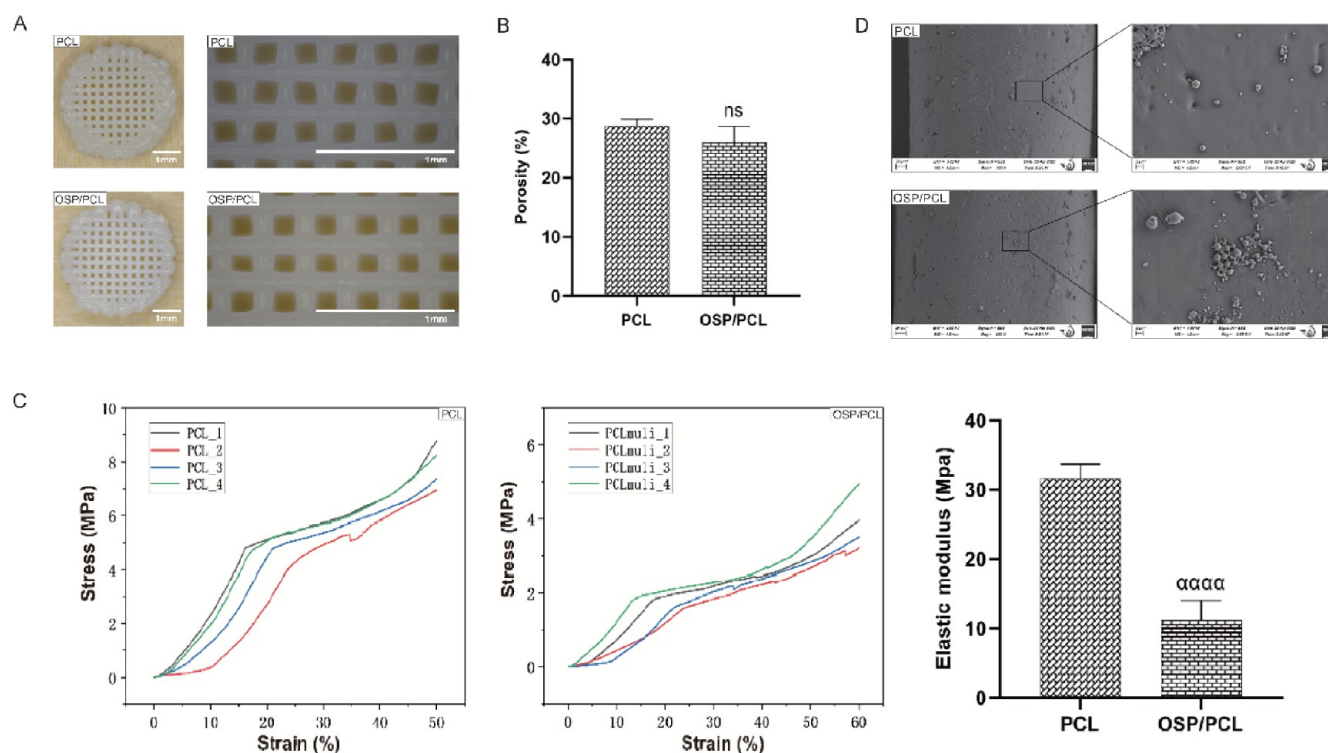 A
PCL
PCL
1mm
1mm
OSP/PCL
OSP/PCL
1mm
1mm
B
Porosity (%)
40
30
20
10
0
ns
PCL
OSP/PCL
D
PCL
OSP/PCL
C
Stress (MPa)
10
8
6
4
2
0
PCL
PCL_1
PCL_2
PCL_3
PCL_4
0
10
20
30
40
50
Strain (%)
Stress (MPa)
6
4
2
0
OSP/PCL
PCLmuli_1
PCLmuli_2
PCLmuli_3
PCLmuli_4
0
10
20
30
40
50
60
Strain (%)
Elastic modulus (Mpa)
40
30
20
10
0
αααα
PCL
OSP/PCL